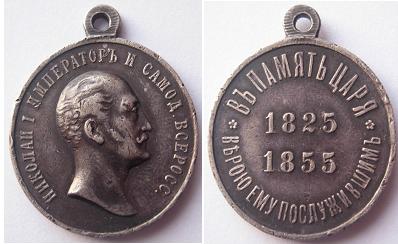 НИКОЛАЙ I ИМПЕРАТОРЪ И САМОД. ВСЕРОСС.
ВЪ ПАМЯТЬ ЦАРЯ
1825
1855
ВѢРОЮ ЕМУ ПОСЛУЖИВШИМЪ